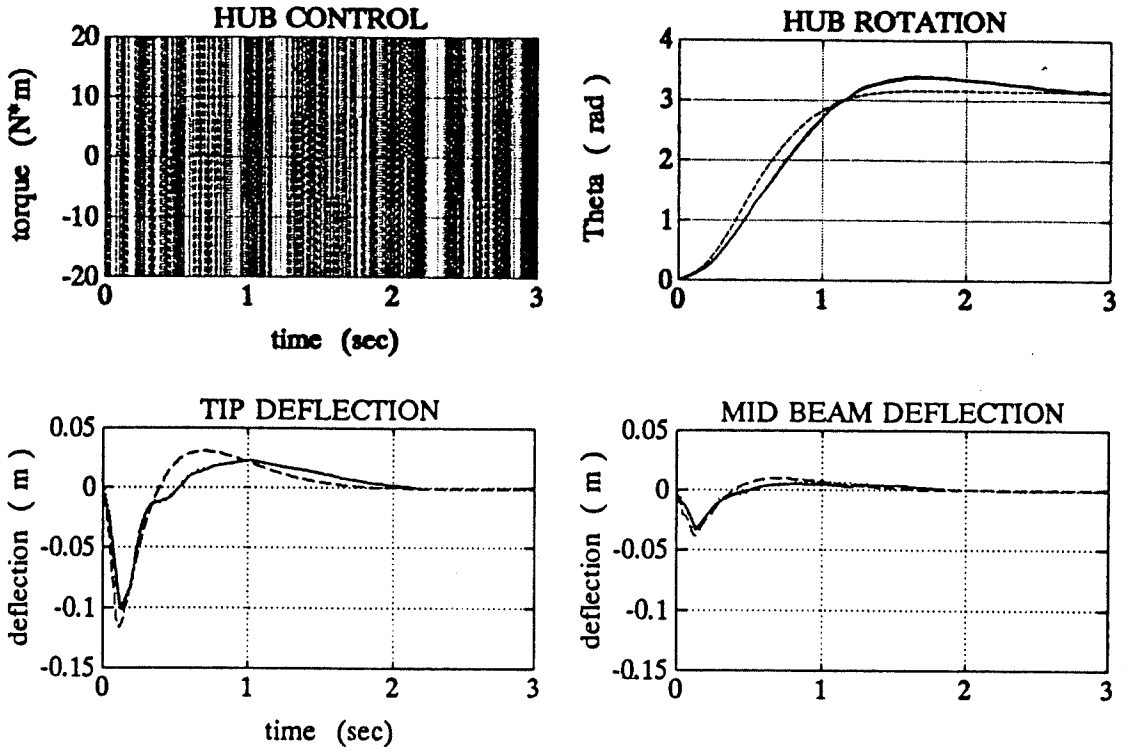 HUB CONTROL
20
10
0
-10
-20
torque (N*m)
0 1 2 3
time (sec)
HUB ROTATION
4
3
2
1
0
Theta ( rad)
0 1 2 3
TIP DEFLECTION
0.05
0
-0.05
-0.1
-0.15
deflection ( m)
0 1 2 3
time (sec)
MID BEAM DEFLECTION
0.05
0
-0.05
-0.1
-0.15
deflection ( m)
0 1 2 3